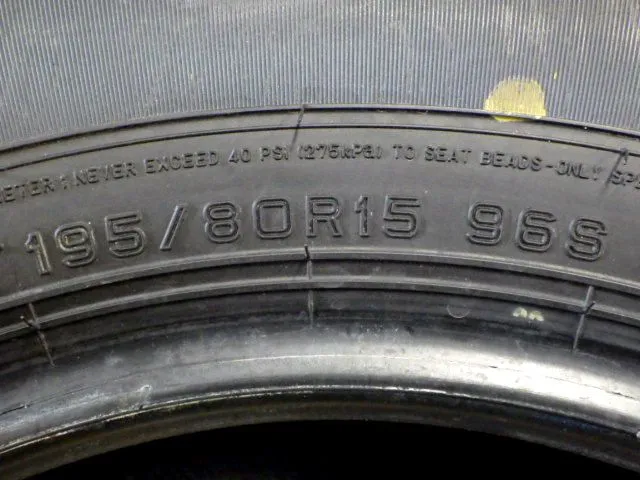 NEVER EXCEED 40 PSI (275kPa) TO SEAT BEADS-ONLY
195/80R15 96S